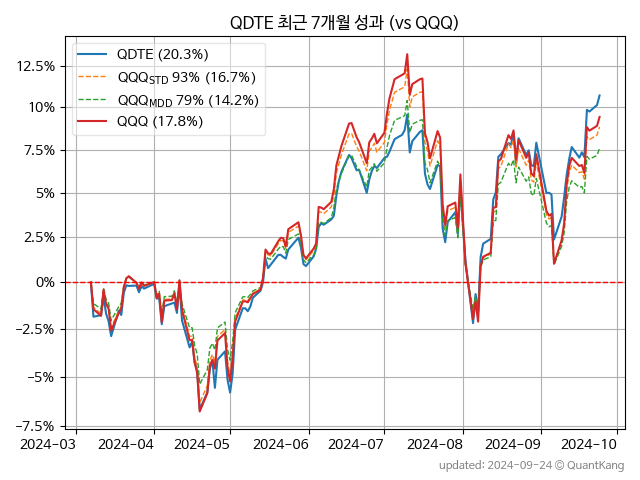 QDTE 최근 7개월 성과 (vs QQQ)
QDTE (20.3%)
QQQSTD 93% (16.7%)
QQQMDD 79% (14.2%)
QQQ (17.8%)
12.5%
10%
7.5%
5%
2.5%
0%
−2.5%
−5%
−7.5%
2024-03 2024-04 2024-05 2024-06 2024-07 2024-08 2024-09 2024-10
updated: 2024-09-24 © QuantKang